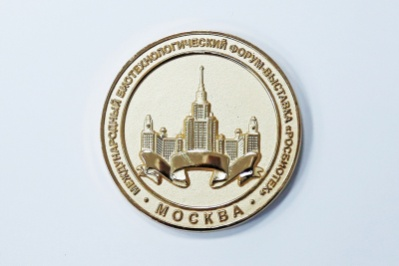 МЕЖДУНАРОДНЫЙ БИОТЕХНОЛОГИЧЕСКИЙ ФОРУМ-ВЫСТАВКА «РОСБИОТЕХ»
• МОСКВА •